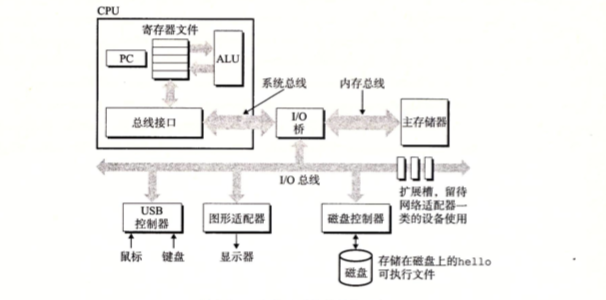 CPU
寄存器文件
PC
ALU
系统总线
内存总线
总线接口
I/O
桥
主存储器
I/O 总线
扩展槽,留待
网络适配器一
类的设备使用
USB
控制器
图形适配器
磁盘控制器
鼠标
键盘
显示器
磁盘
存储在磁盘上的hello
可执行文件